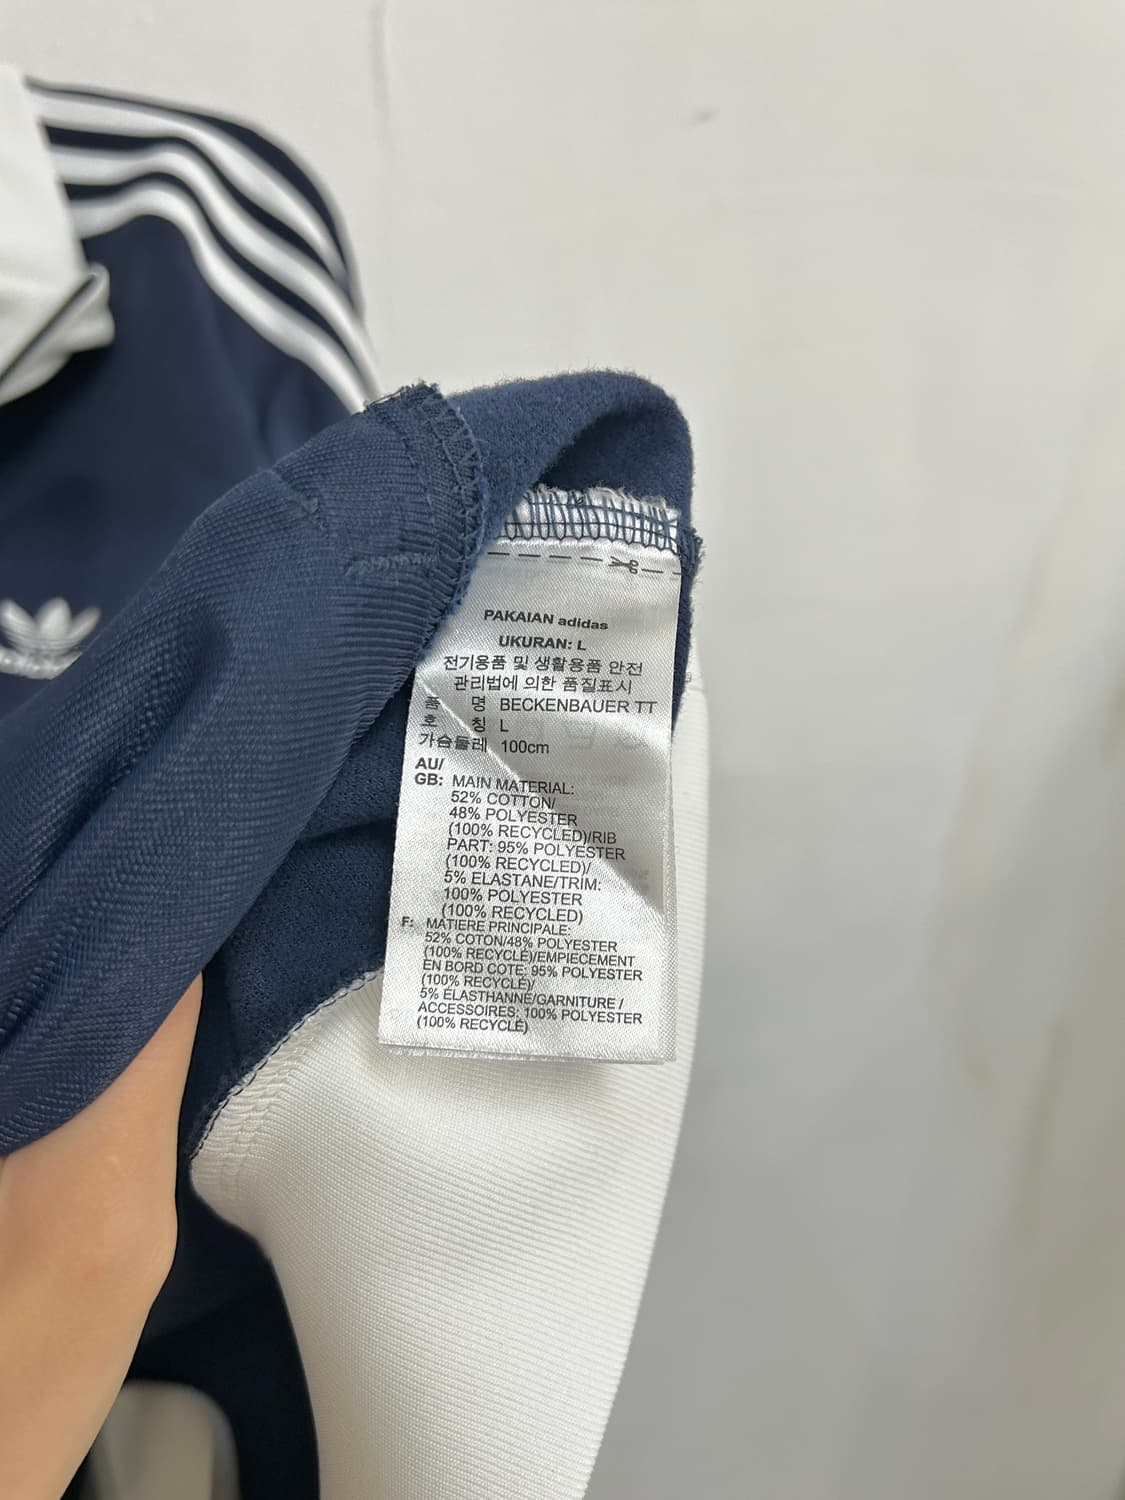 PAKAIAN adidas
UKURAN: L
전기용품 및 생활용품 안전
관리법에 의한 품질표시
품 명 BECKENBAUER TT
호 칭 L
가슴둘레 100cm
AU/
GB: MAIN MATERIAL:
52% COTTON/
48% POLYESTER
(100% RECYCLED)/RIB
PART: 95% POLYESTER
(100% RECYCLED)/
5% ELASTANE/TRIM:
100% POLYESTER
(100% RECYCLED)
F: MATIERE PRINCIPALE:
52% COTON/48% POLYESTER
(100% RECYCLÉ)/EMPIECEMENT
EN BORD COTE: 95% POLYESTER
(100% RECYCLÉ)/
5% ÉLASTHANNE/GARNITURE /
ACCESSOIRES: 100% POLYESTER
(100% RECYCLÉ)